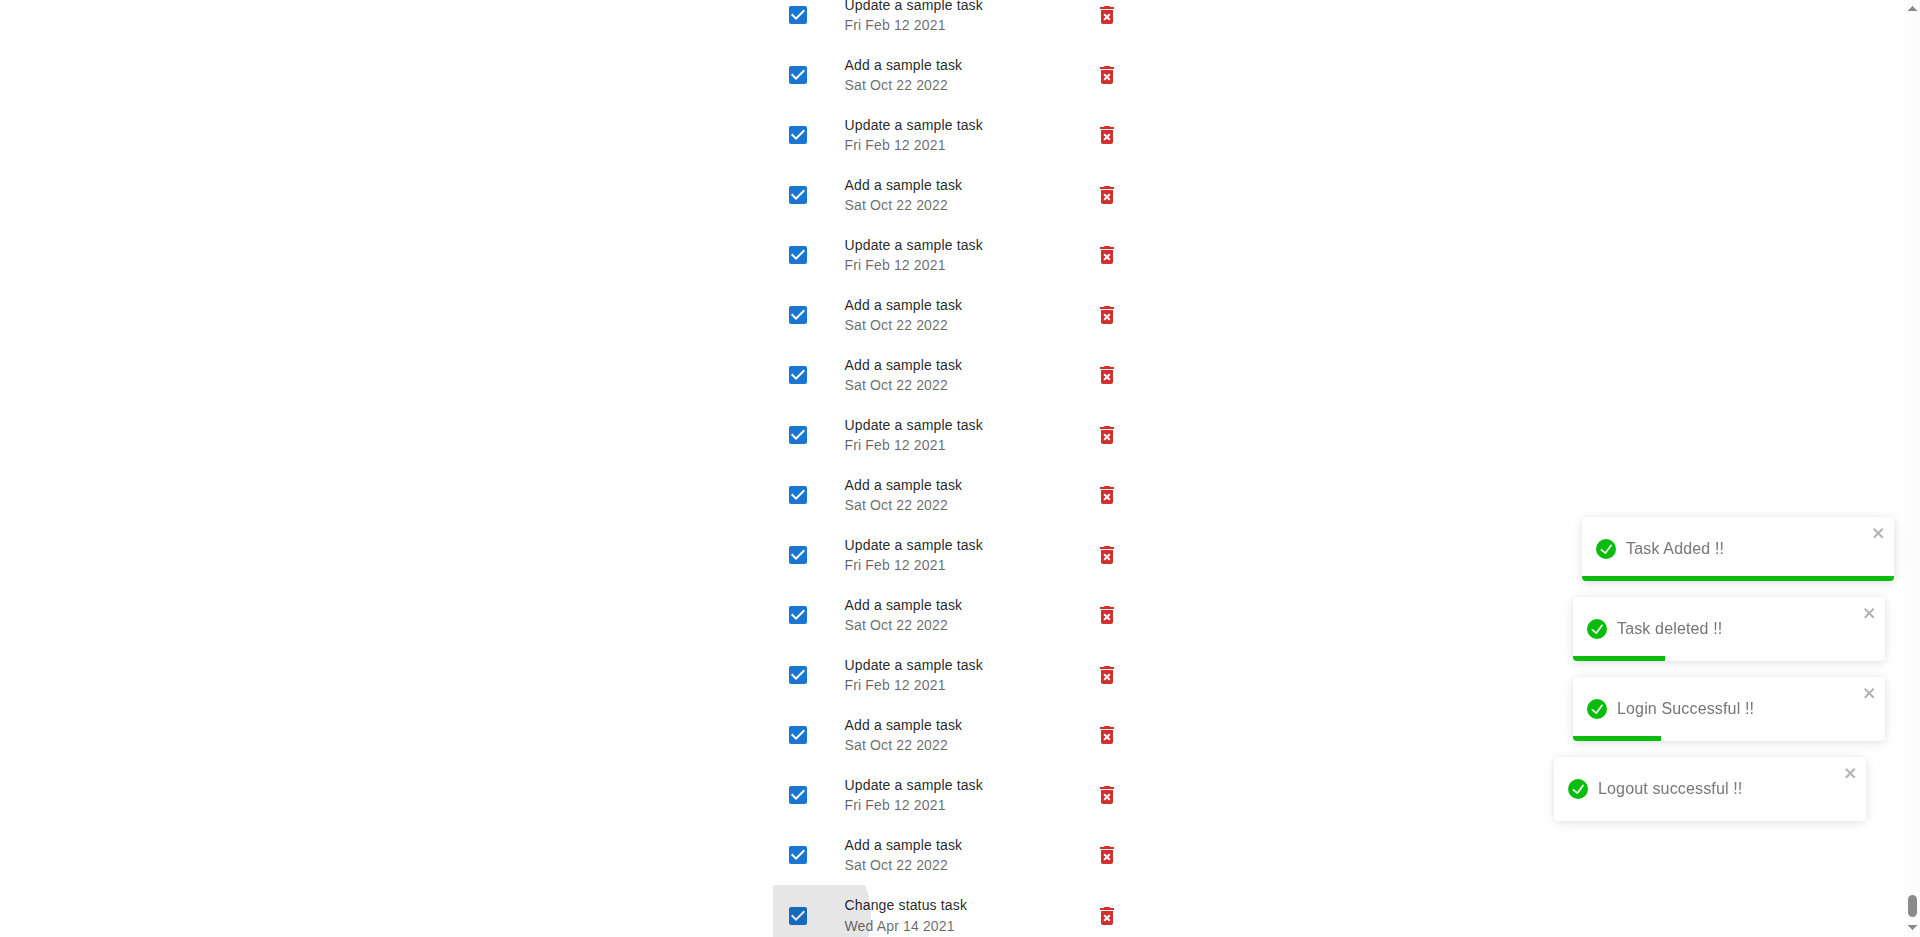 Update a sample task
Fri Feb 12 2021
Add a sample task
Sat Oct 22 2022
Update a sample task
Fri Feb 12 2021
Add a sample task
Sat Oct 22 2022
Update a sample task
Fri Feb 12 2021
Add a sample task
Sat Oct 22 2022
Add a sample task
Sat Oct 22 2022
Update a sample task
Fri Feb 12 2021
Add a sample task
Sat Oct 22 2022
Update a sample task
Fri Feb 12 2021
Add a sample task
Sat Oct 22 2022
Update a sample task
Fri Feb 12 2021
Add a sample task
Sat Oct 22 2022
Update a sample task
Fri Feb 12 2021
Add a sample task
Sat Oct 22 2022
Change status task
Wed Apr 14 2021
Task Added !!
Task deleted !!
Login Successful !!
Logout successful !!